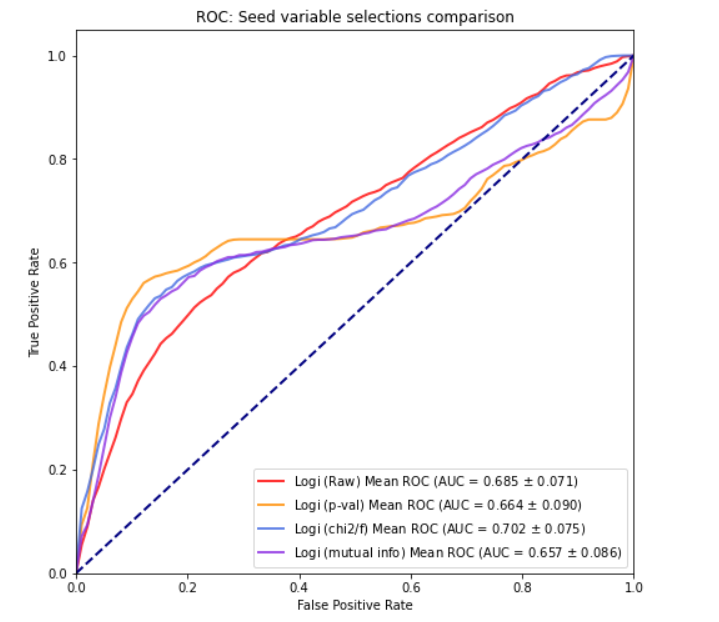 ROC: Seed variable selections comparison
1.0
0.8
0.6
0.4
0.2
0.0
True Positive Rate
Logi (Raw) Mean ROC (AUC = 0.685 ± 0.071)
Logi (p-val) Mean ROC (AUC = 0.664 ± 0.090)
Logi (chi2/f) Mean ROC (AUC = 0.702 ± 0.075)
Logi (mutual info) Mean ROC (AUC = 0.657 ± 0.086)
0.0 0.2 0.4 0.6 0.8 1.0
False Positive Rate